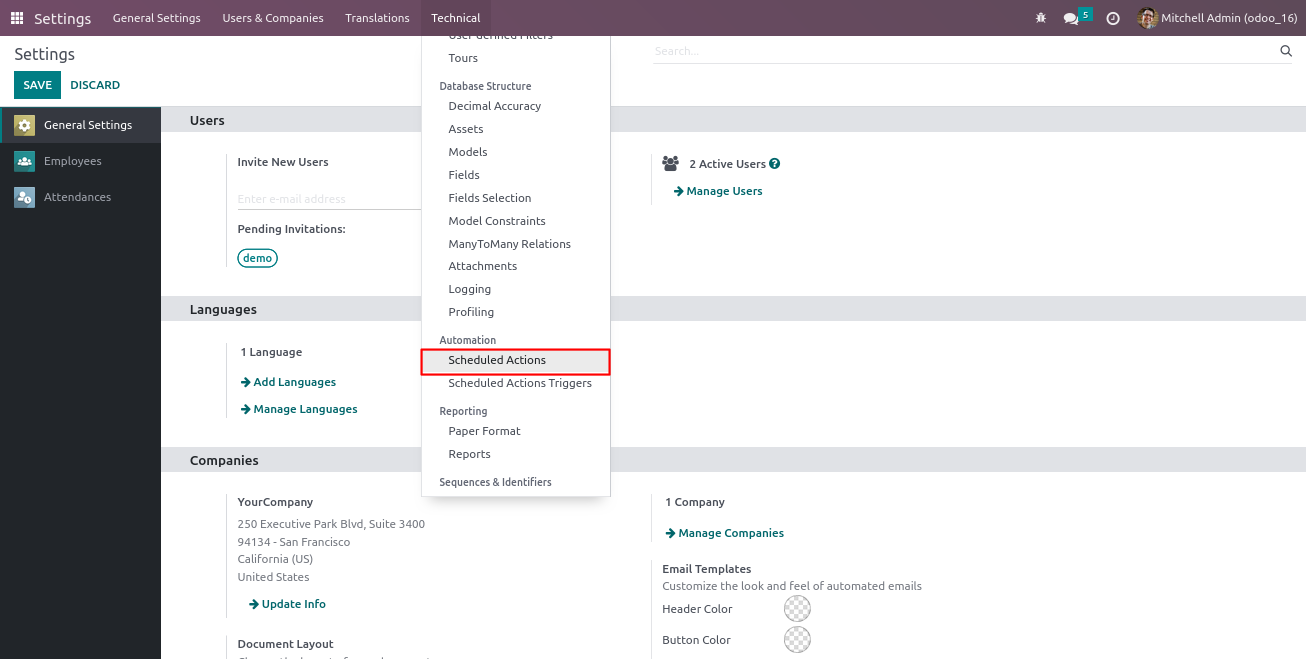 Settings General Settings Users & Companies Translations Technical 5 Mitchell Admin (odoo_16)
Settings
Search...
SAVE DISCARD
General Settings
Employees
Attendances
User-defined Filters
Tours
Database Structure
Decimal Accuracy
Assets
Models
Fields
Fields Selection
Model Constraints
ManyToMany Relations
Attachments
Logging
Profiling
Automation
Scheduled Actions
Scheduled Actions Triggers
Reporting
Paper Format
Reports
Sequences & Identifiers
Users
Invite New Users
Enter e-mail address
Pending Invitations:
demo
2 Active Users ?
Manage Users
Languages
1 Language
Add Languages
Manage Languages
Companies
YourCompany
250 Executive Park Blvd, Suite 3400
94134 - San Francisco
California (US)
United States
Update Info
1 Company
Manage Companies
Document Layout
Email Templates
Customize the look and feel of automated emails
Header Color
Button Color